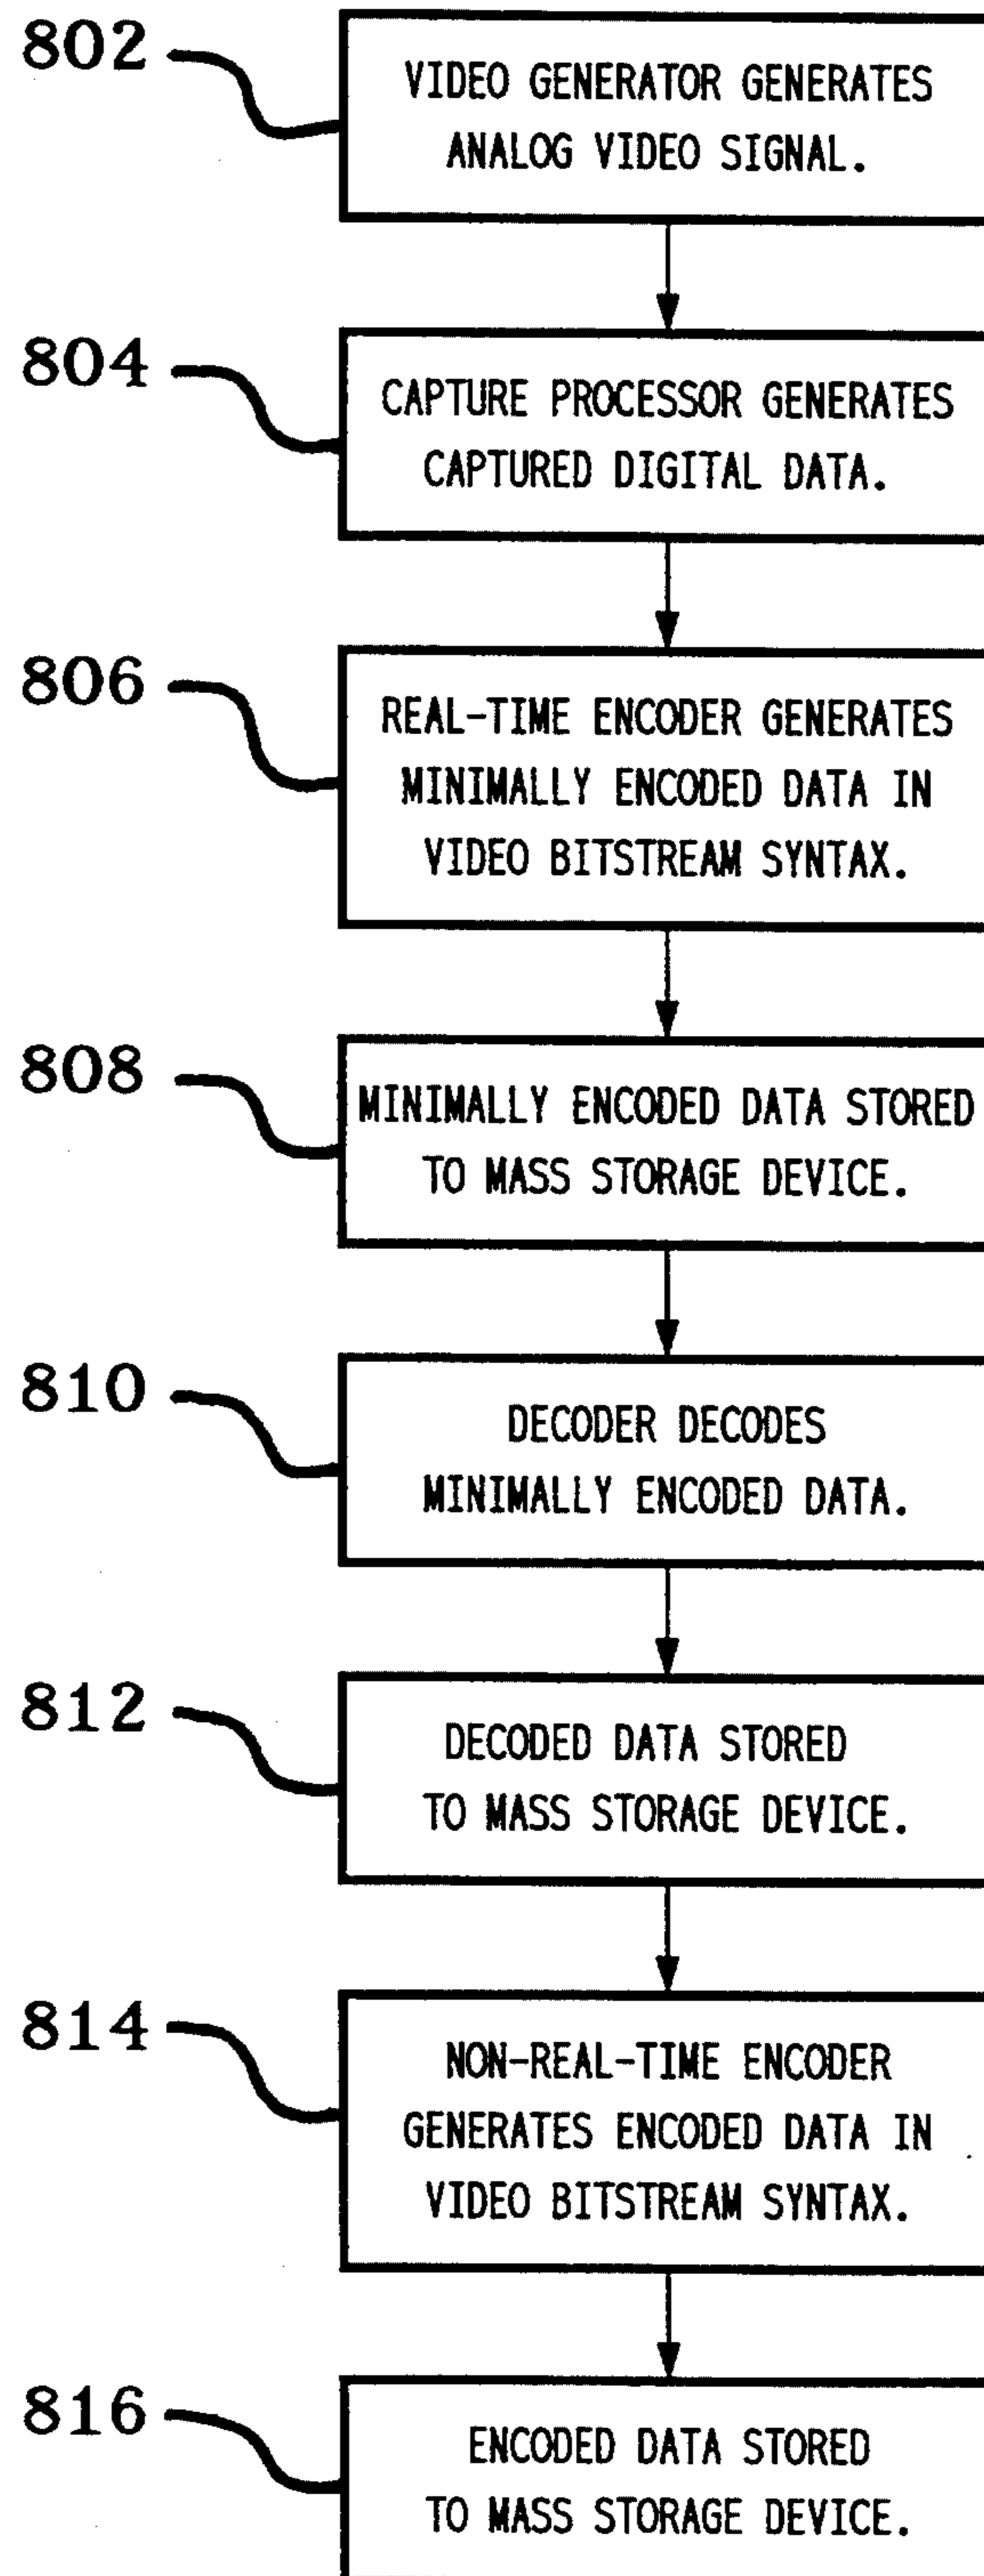 802
VIDEO GENERATOR GENERATES
ANALOG VIDEO SIGNAL.
804
CAPTURE PROCESSOR GENERATES
CAPTURED DIGITAL DATA.
806
REAL-TIME ENCODER GENERATES
MINIMALLY ENCODED DATA IN
VIDEO BITSTREAM SYNTAX.
808
MINIMALLY ENCODED DATA STORED
TO MASS STORAGE DEVICE.
810
DECODER DECODES
MINIMALLY ENCODED DATA.
812
DECODED DATA STORED
TO MASS STORAGE DEVICE.
814
NON-REAL-TIME ENCODER
GENERATES ENCODED DATA IN
VIDEO BITSTREAM SYNTAX.
816
ENCODED DATA STORED
TO MASS STORAGE DEVICE.